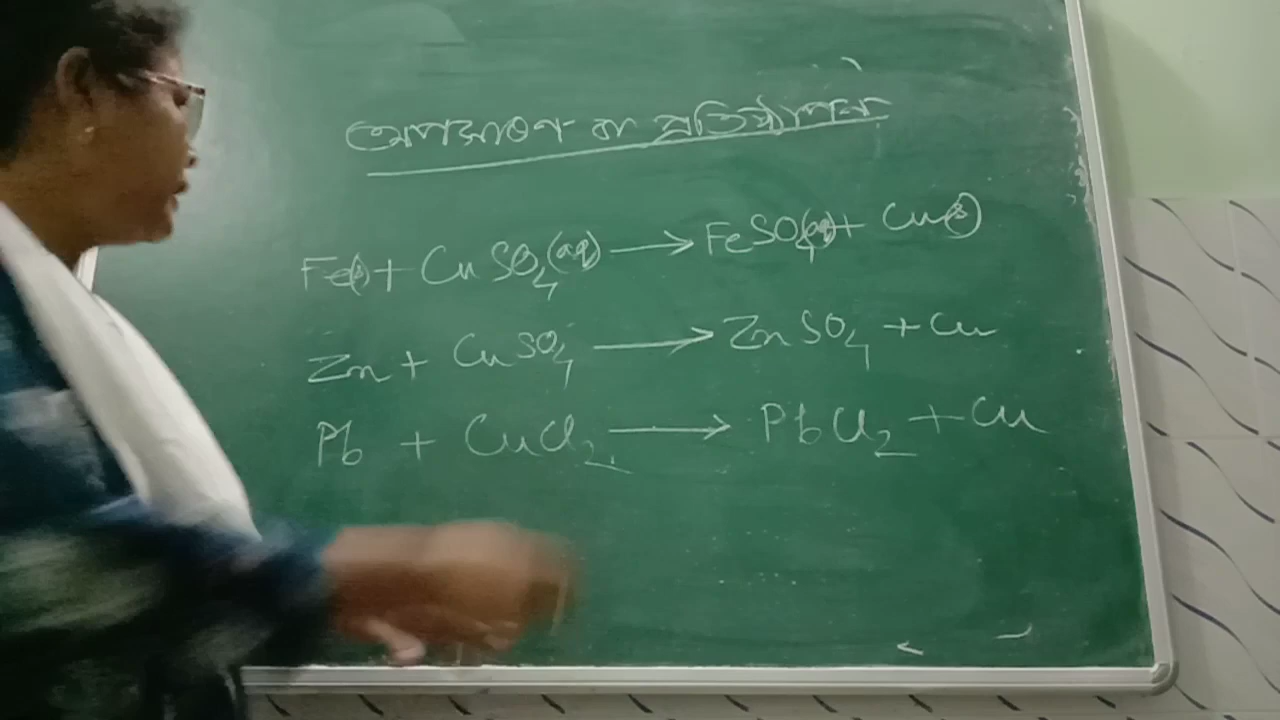 অপসারণ বা প্রতিস্থাপন
Fe(s) + CuSO₄(aq) ⟶ FeSO₄(aq) + Cu(s)
Zn + CuSO₄ ⟶ ZnSO₄ + Cu
Pb + CuCl₂ ⟶ PbCl₂ + Cu